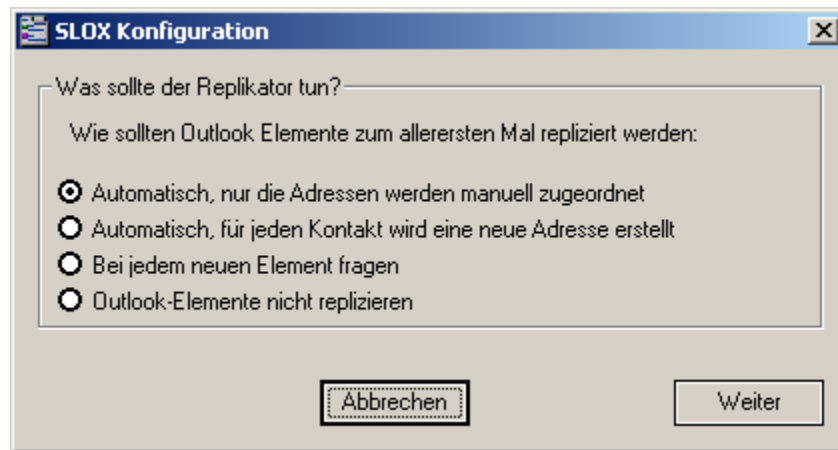 SLOX Konfiguration
Was sollte der Replikator tun?
Wie sollten Outlook Elemente zum allerersten Mal repliziert werden:
Automatisch, nur die Adressen werden manuell zugeordnet
Automatisch, für jeden Kontakt wird eine neue Adresse erstellt
Bei jedem neuen Element fragen
Outlook-Elemente nicht replizieren
Abbrechen
Weiter